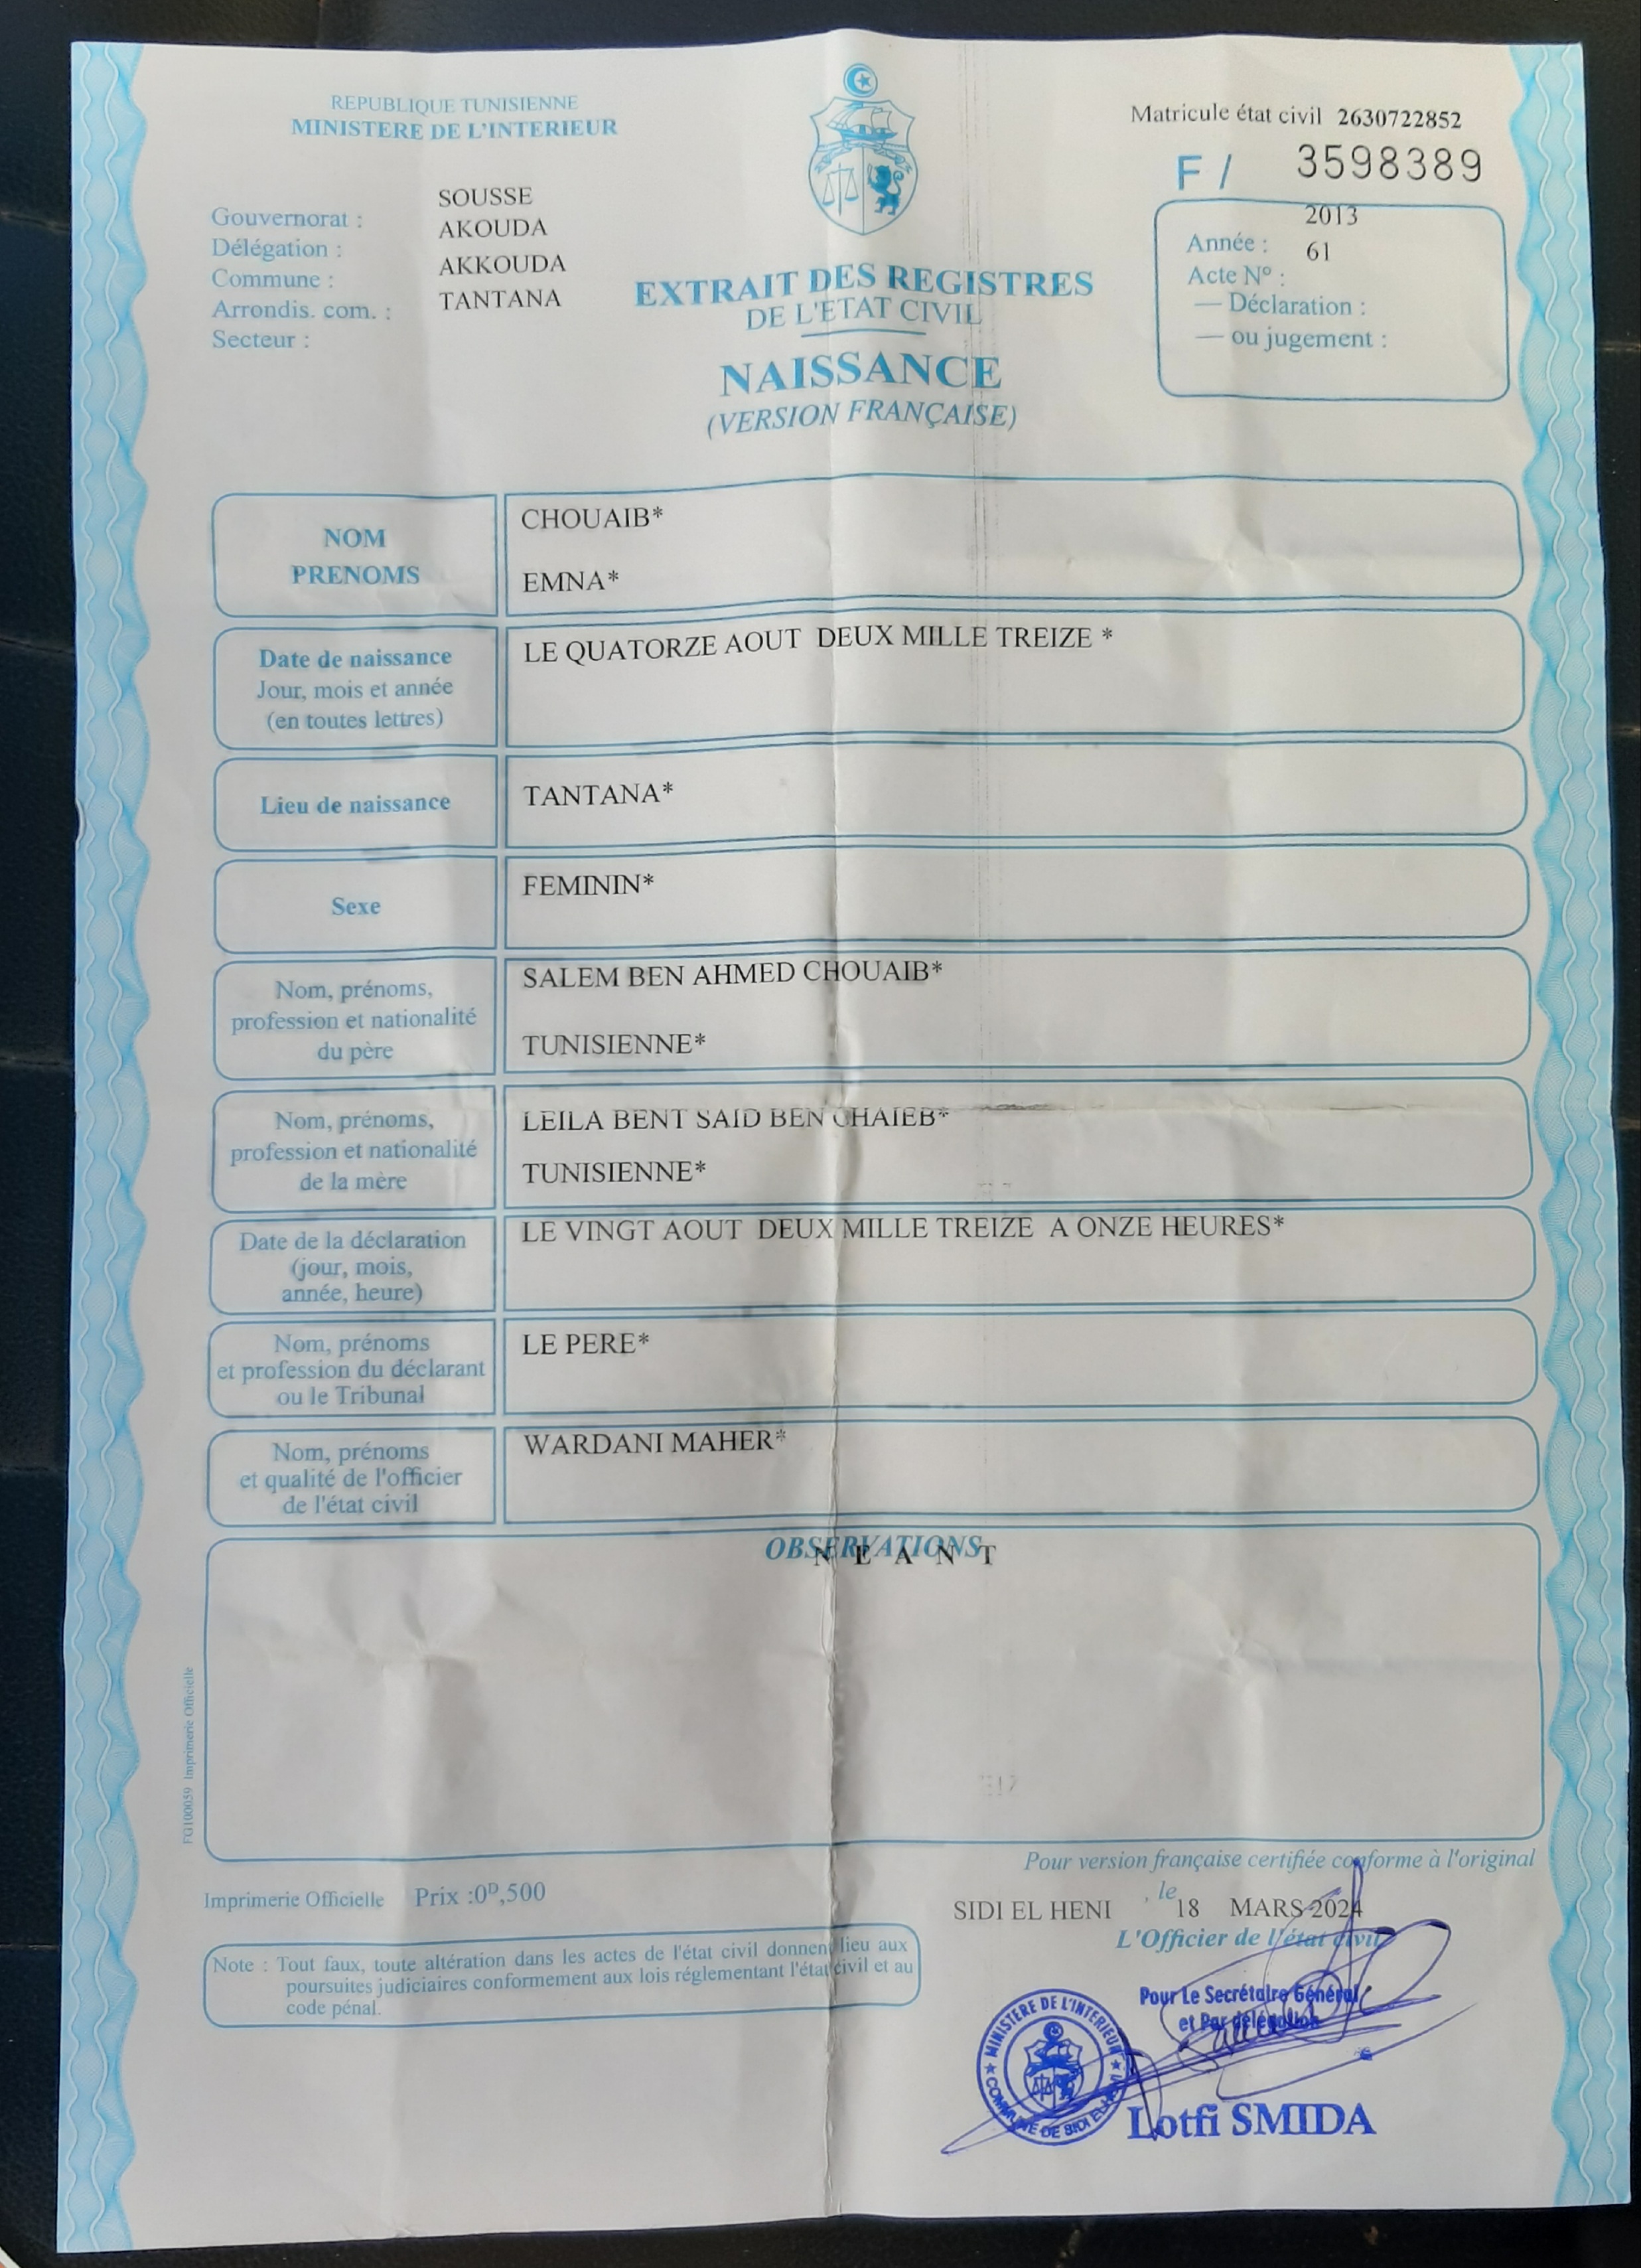 REPUBLIQUE TUNISIENNE
MINISTERE DE L'INTERIEUR
Matricule état civil 2630722852
F / 3598389
Gouvernorat : SOUSSE
Délégation : AKOUDA
Commune : AKKOUDA
Arrondis. com. : TANTANA
Secteur :
2013
Année : 61
Acte Nº :
— Déclaration :
— ou jugement :
EXTRAIT DES REGISTRES
DE L'ETAT CIVIL
NAISSANCE
(VERSION FRANÇAISE)
NOM
PRENOMS
CHOUAIB*
EMNA*
Date de naissance
Jour, mois et année
(en toutes lettres)
LE QUATORZE AOUT DEUX MILLE TREIZE *
Lieu de naissance
TANTANA*
Sexe
FEMININ*
Nom, prénoms,
profession et nationalité
du père
SALEM BEN AHMED CHOUAIB*
TUNISIENNE*
Nom, prénoms,
profession et nationalité
de la mère
LEILA BENT SAID BEN CHAIEB*
TUNISIENNE*
Date de la déclaration
(jour, mois,
année, heure)
LE VINGT AOUT DEUX MILLE TREIZE A ONZE HEURES*
Nom, prénoms
et profession du déclarant
ou le Tribunal
LE PERE*
Nom, prénoms
et qualité de l'officier
de l'état civil
WARDANI MAHER*
OBSERVATIONS
N E A N T
FG100059 Imprimerie Officielle
Pour version française certifiée conforme à l'original
Imprimerie Officielle Prix :0ᴰ,500
SIDI EL HENI , le 18 MARS 2024
L'Officier de l'état civil
Note : Tout faux, toute altération dans les actes de l'état civil donnent lieu aux
poursuites judiciaires conformement aux lois réglementant l'état civil et au
code pénal.
Pour Le Secrétaire Général
et Par délégation
MINISTERE DE L'INTERIEUR
COMMUNE DE SIDI EL
Lotfi SMIDA